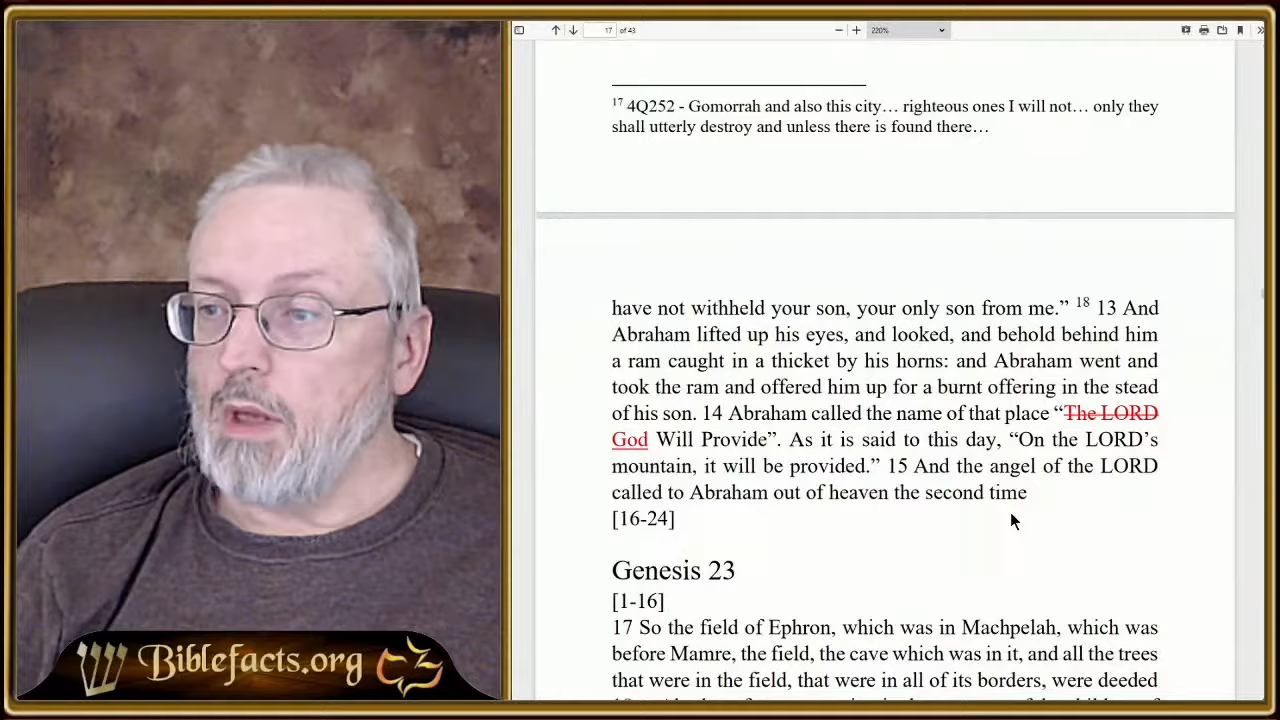 17 of 43
220%
17 4Q252 - Gomorrah and also this city… righteous ones I will not… only they
shall utterly destroy and unless there is found there…
have not withheld your son, your only son from me.” 18 13 And
Abraham lifted up his eyes, and looked, and behold behind him
a ram caught in a thicket by his horns: and Abraham went and
took the ram and offered him up for a burnt offering in the stead
of his son. 14 Abraham called the name of that place “The LORD
God Will Provide”. As it is said to this day, “On the LORD’s
mountain, it will be provided.” 15 And the angel of the LORD
called to Abraham out of heaven the second time
[16-24]
Genesis 23
[1-16]
17 So the field of Ephron, which was in Machpelah, which was
before Mamre, the field, the cave which was in it, and all the trees
that were in the field, that were in all of its borders, were deeded
Biblefacts.org